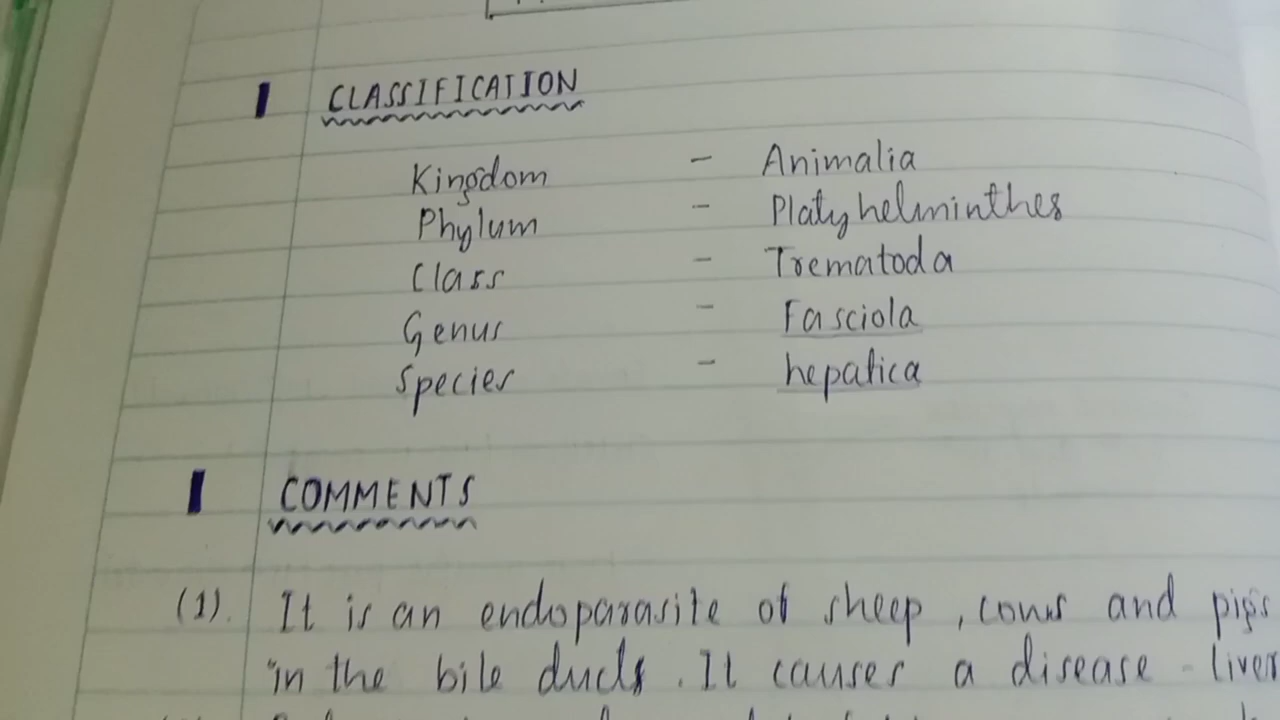 CLASSIFICATION
Kingdom - Animalia
Phylum - Platyhelminthes
Class - Trematoda
Genus - Fasciola
Species - hepatica
COMMENTS
(1). It is an endoparasite of sheep, cows and pigs
in the bile ducts. It causes a disease - liver